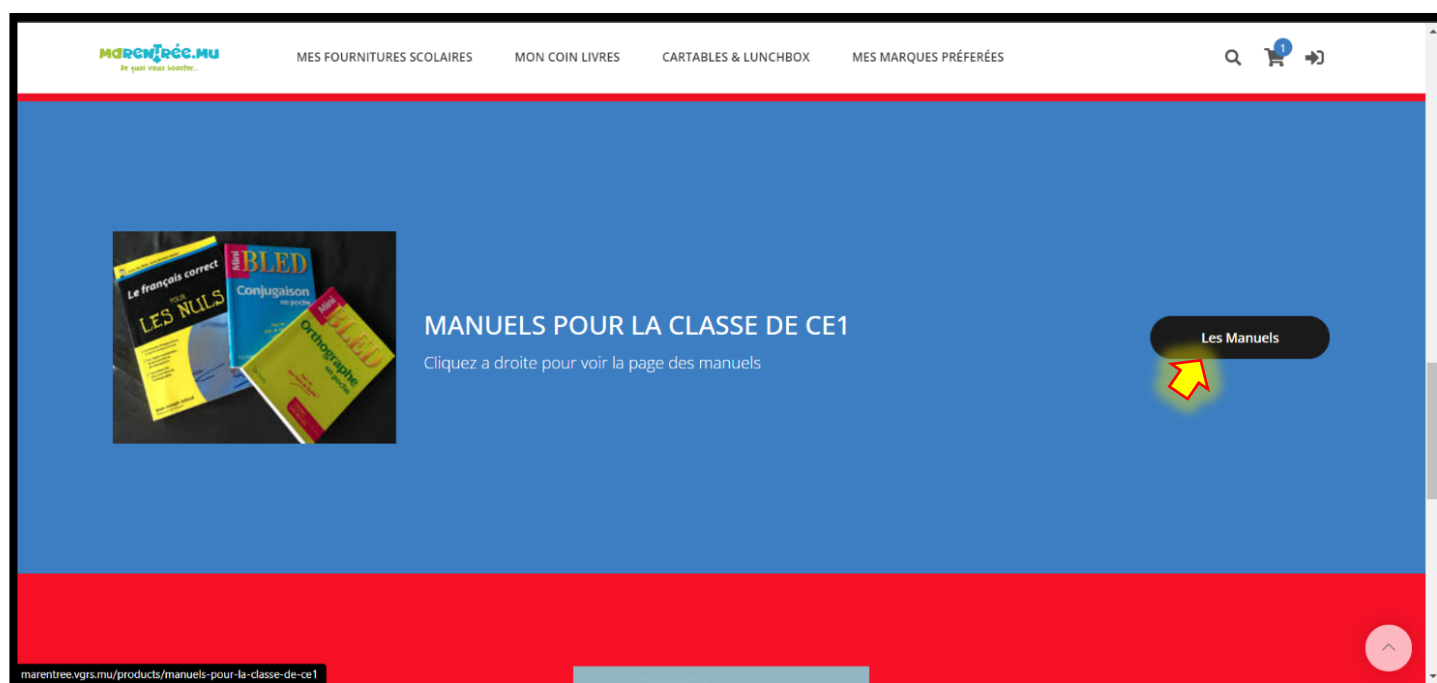 MaRentrée.mu
De quoi vous booster..
MES FOURNITURES SCOLAIRES
MON COIN LIVRES
CARTABLES & LUNCHBOX
MES MARQUES PRÉFERÉES
1
Le français correct
POUR
LES NULS
Mini
BLED
Conjugaison
en poche
Mini
BLED
Orthographe
en poche
MANUELS POUR LA CLASSE DE CE1
Cliquez a droite pour voir la page des manuels
Les Manuels
marentree.vgrs.mu/products/manuels-pour-la-classe-de-ce1